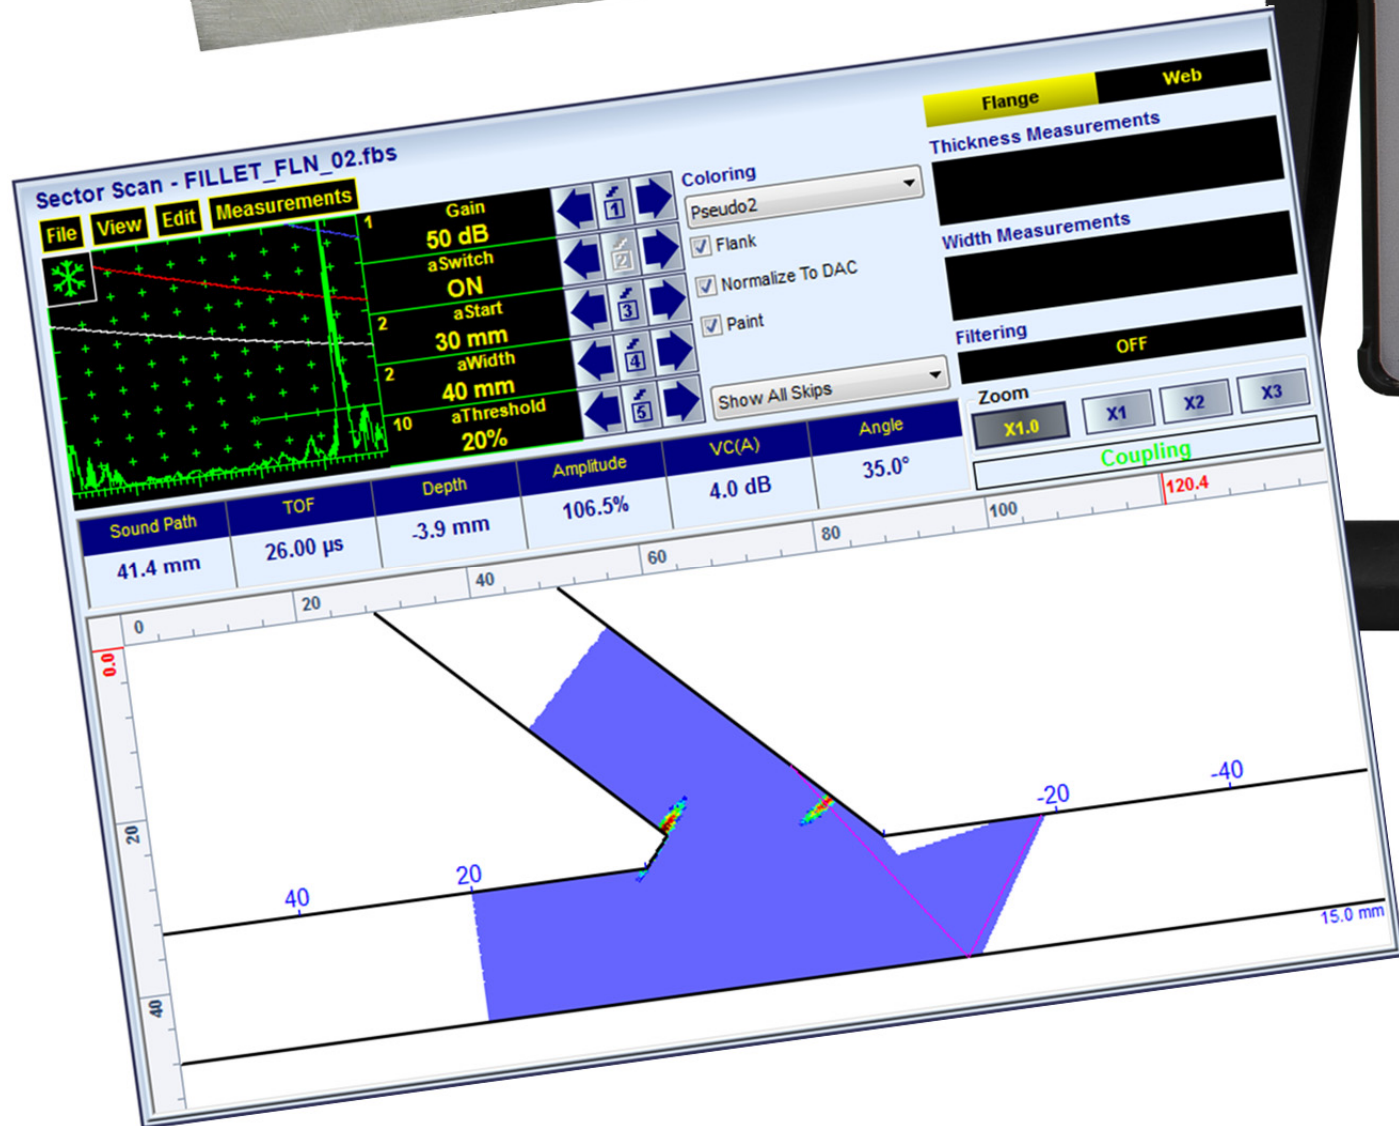 Sector Scan - FILLET_FLN_02.fbs
File View Edit Measurements
1 Gain
50 dB
aSwitch
ON
2 aStart
30 mm
2 aWidth
40 mm
10 aThreshold
20%
1
2
3
4
5
Coloring
Pseudo2
Flank
Normalize To DAC
Paint
Show All Skips
Flange Web
Thickness Measurements
Width Measurements
Filtering
OFF
Zoom
X1.0 X1 X2 X3
Coupling
Sound Path TOF Depth Amplitude VC(A) Angle
41.4 mm 26.00 µs -3.9 mm 106.5% 4.0 dB 35.0°
0 20 40 60 80 100 120.4
0.0
20
40
40 20 -20 -40
15.0 mm